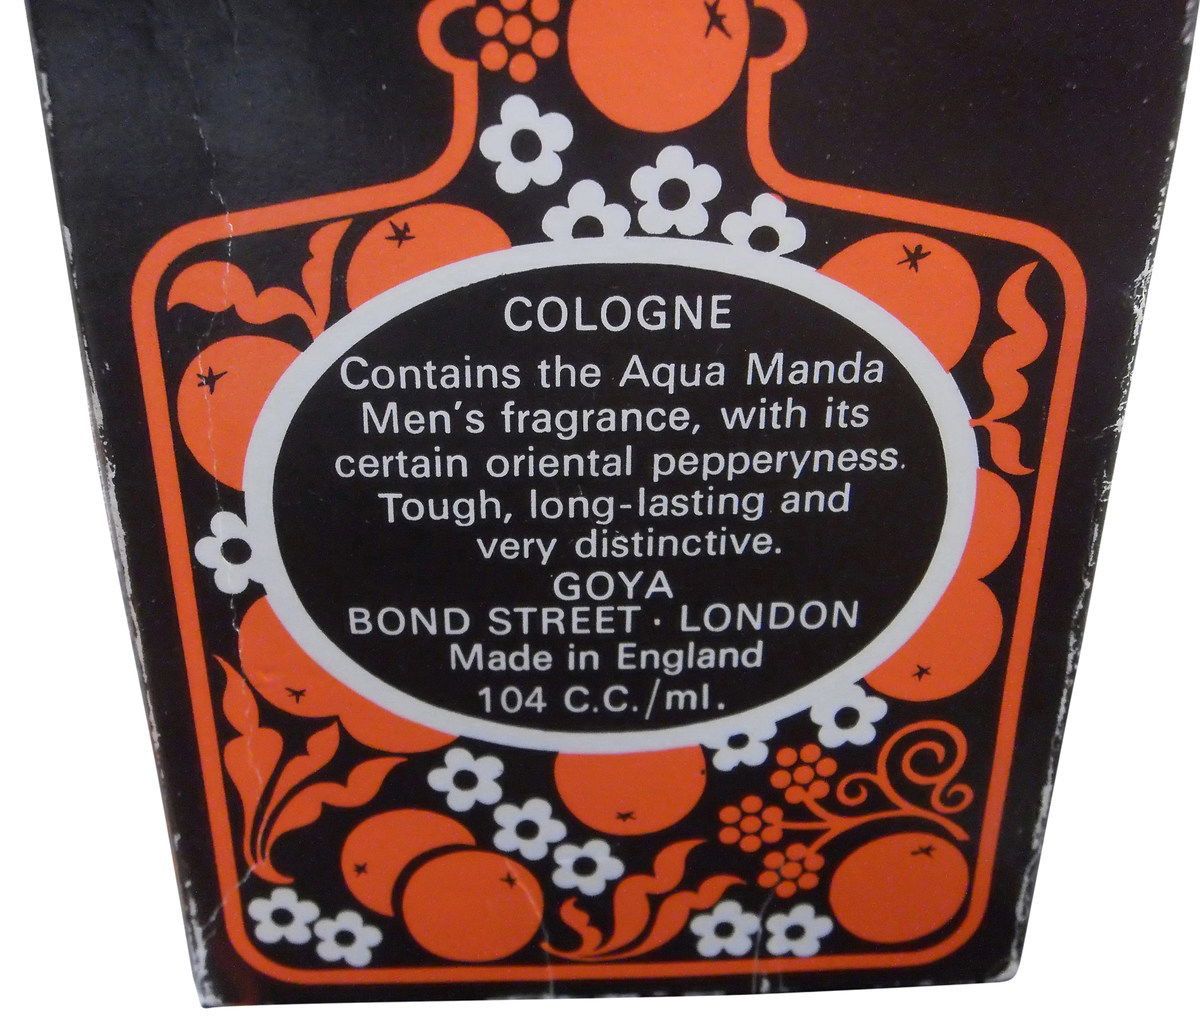 COLOGNE
Contains the Aqua Manda
Men's fragrance, with its
certain oriental pepperyness.
Tough, long-lasting and
very distinctive.
GOYA
BOND STREET · LONDON
Made in England
104 C.C./ml.